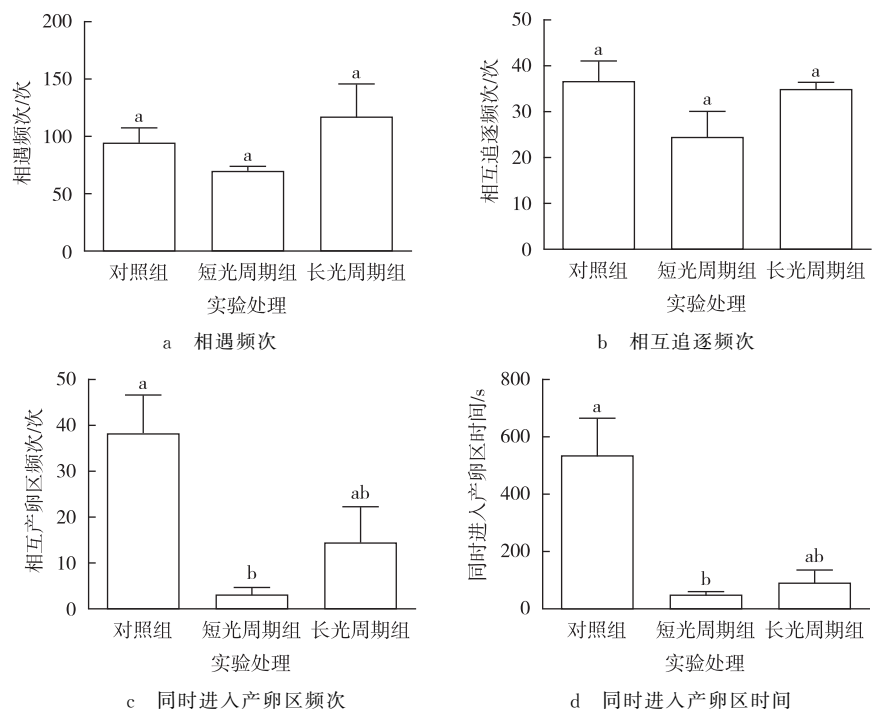 200
150
100
50
0
相遇频次/次
a
a
a
对照组 短光周期组 长光周期组
实验处理
a 相遇频次
50
40
30
20
10
0
相互追逐频次/次
a
a
a
对照组 短光周期组 长光周期组
实验处理
b 相互追逐频次
50
40
30
20
10
0
相互产卵区频次/次
a
b
ab
对照组 短光周期组 长光周期组
实验处理
c 同时进入产卵区频次
800
600
400
200
0
同时进入产卵区时间/s
a
b
ab
对照组 短光周期组 长光周期组
实验处理
d 同时进入产卵区时间